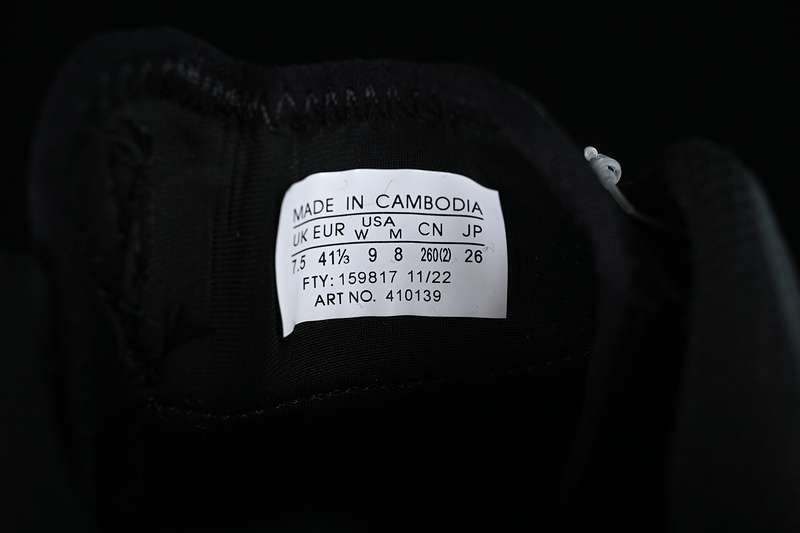 MADE IN CAMBODIA
UK EUR USA W M CN JP
7.5 41⅓ 9 8 260(2) 26
FTY: 159817 11/22
ART NO. 410139